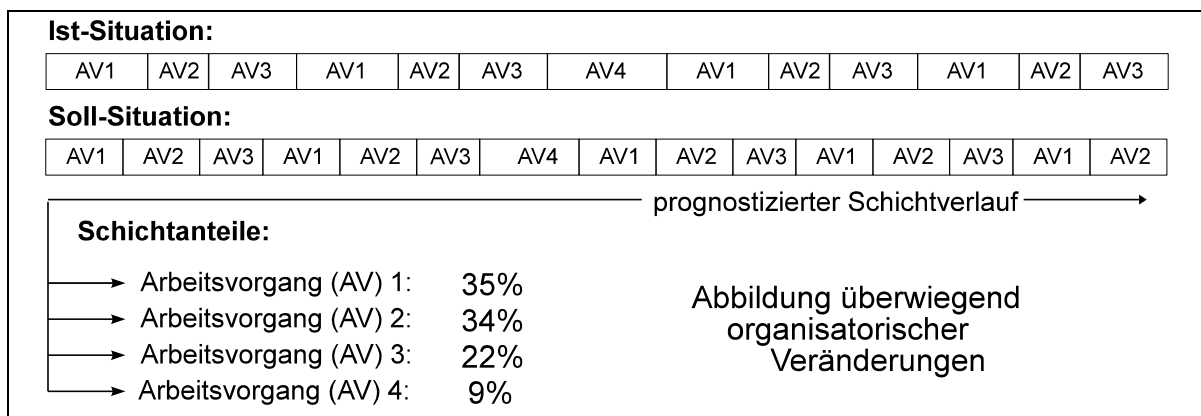 Ist-Situation:
AV1 AV2 AV3 AV1 AV2 AV3 AV4 AV1 AV2 AV3 AV1 AV2 AV3
Soll-Situation:
AV1 AV2 AV3 AV1 AV2 AV3 AV4 AV1 AV2 AV3 AV1 AV2 AV3 AV1 AV2
prognostizierter Schichtverlauf
Schichtanteile:
Arbeitsvorgang (AV) 1: 35%
Arbeitsvorgang (AV) 2: 34%
Arbeitsvorgang (AV) 3: 22%
Arbeitsvorgang (AV) 4: 9%
Abbildung überwiegend
organisatorischer
Veränderungen